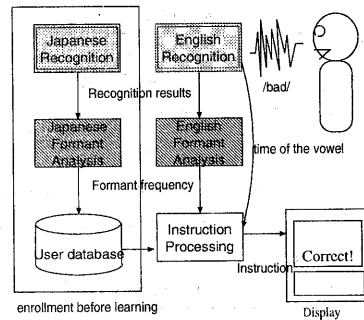 Japanese
Recognition
English
Recognition
/bad/
Recognition results
Japanese
Formant
Analysis
English
Formant
Analysis
time of the vowel
Formant frequency
User database
Instruction
Processing
Instruction
Correct!
enrollment before learning
Display